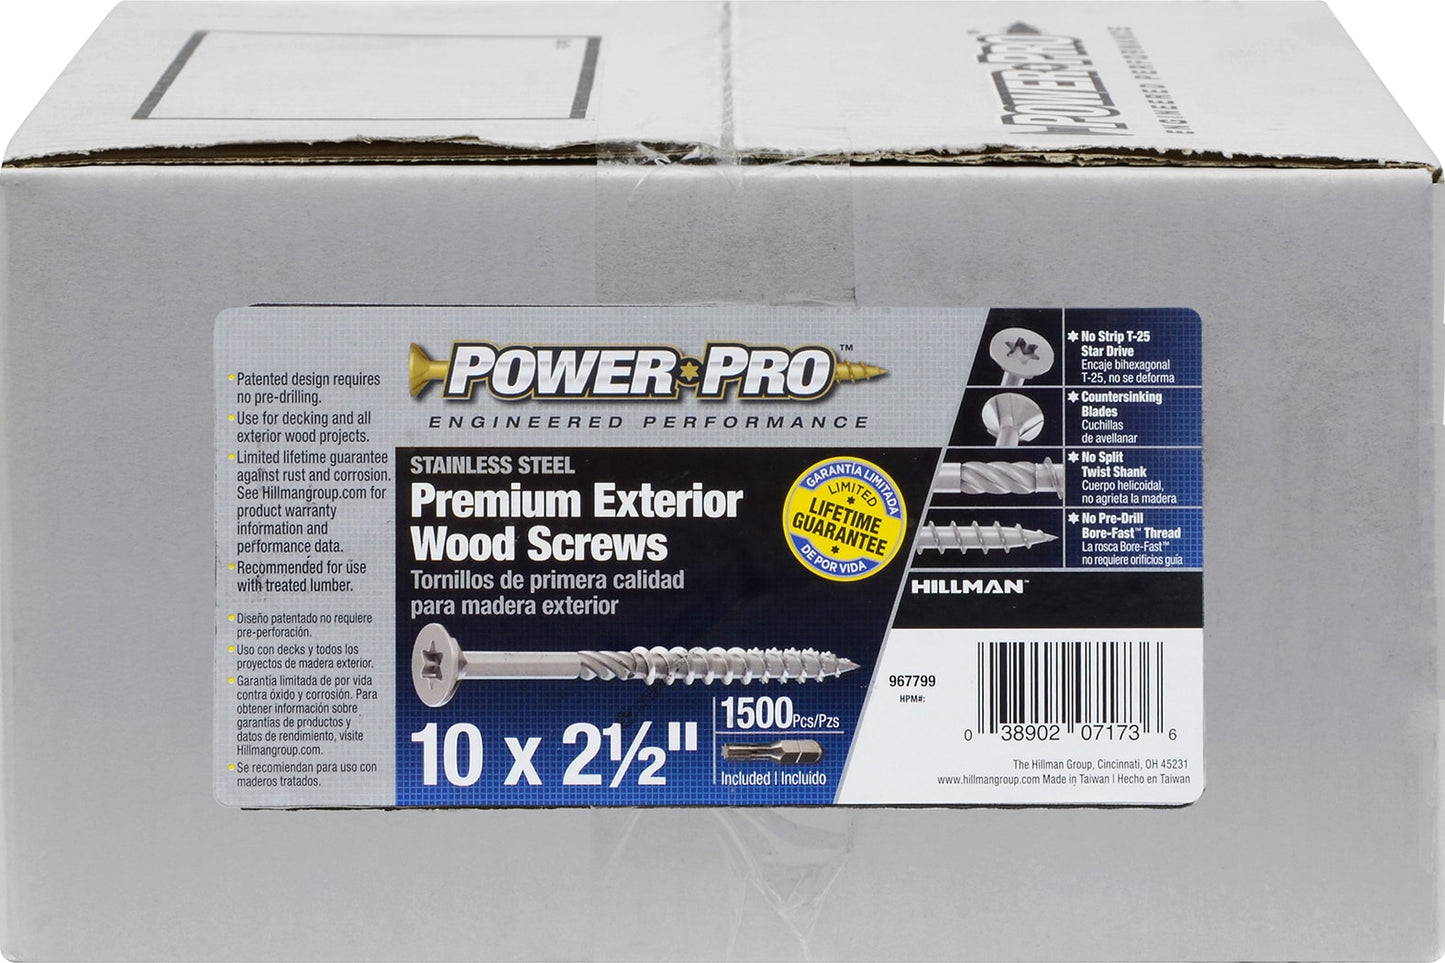 POWER PRO
ENGINEERED PERFORMANCE
POWER PRO™
ENGINEERED PERFORMANCE
• Patented design requires
no pre-drilling.
• Use for decking and all
exterior wood projects.
• Limited lifetime guarantee
against rust and corrosion.
See Hillmangroup.com for
product warranty
information and
performance data.
• Recommended for use
with treated lumber.
• Diseño patentado no requiere
pre-perforación.
• Uso con decks y todos los
proyectos de madera exterior.
• Garantía limitada de por vida
contra óxido y corrosión. Para
obtener información sobre
garantías de productos y
datos de rendimiento, visite
Hillmangroup.com.
• Se recomiendan para uso con
maderos tratados.
STAINLESS STEEL
Premium Exterior
Wood Screws
Tornillos de primera calidad
para madera exterior
GARANTÍA LIMITADA
LIMITED
LIFETIME
GUARANTEE
DE POR VIDA
10 x 2½"
1500 Pcs/Pzs
Included | Incluido
No Strip T-25
Star Drive
Encaje bihexagonal
T-25, no se deforma
Countersinking
Blades
Cuchillas
de avellanar
No Split
Twist Shank
Cuerpo helicoidal,
no agrieta la madera
No Pre-Drill
Bore-Fast™ Thread
La rosca Bore-Fast™
no requiere orificios guía
HILLMAN™
967799
HPM#:
0 38902 07173 6
The Hillman Group, Cincinnati, OH 45231
www.hillmangroup.com Made in Taiwan | Hecho en Taiwan